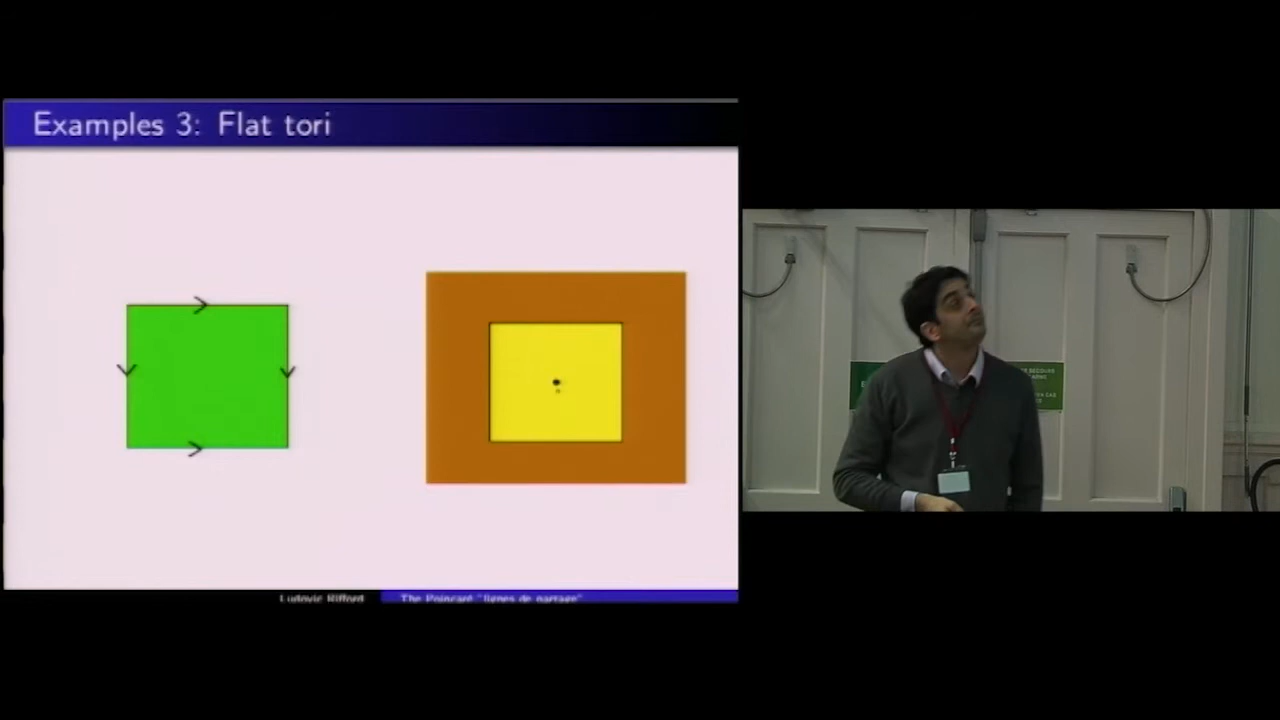 Examples 3: Flat tori
Ludovic Rifford
The Poincaré "lignes de partage"